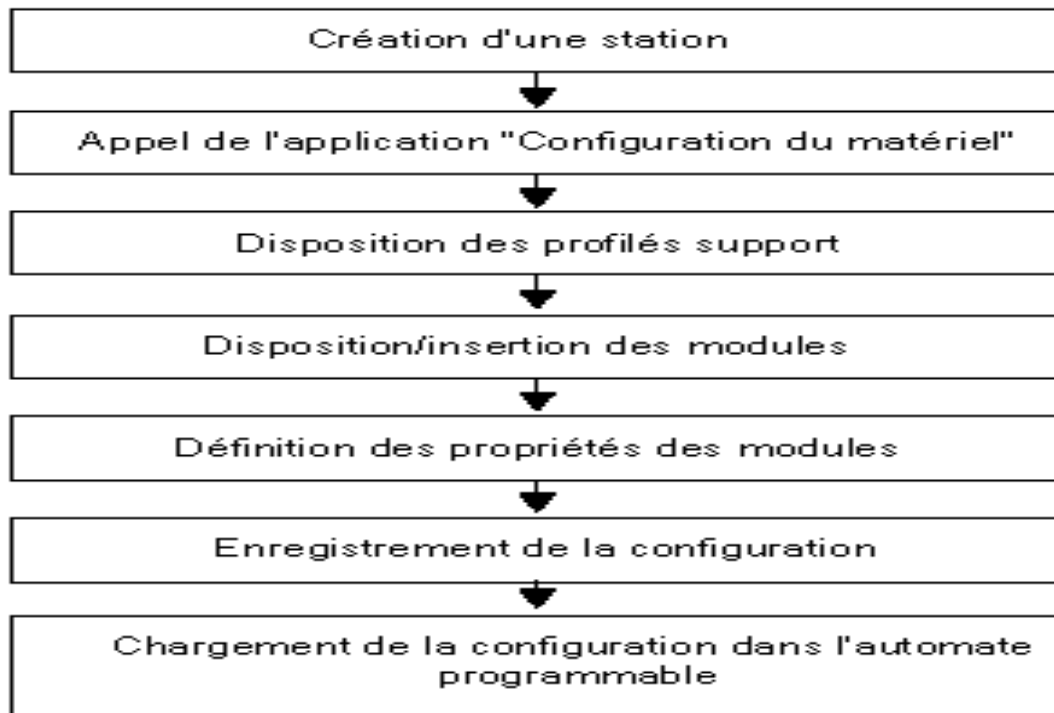 Création d'une station
Appel de l'application "Configuration du matériel"
Disposition des profilés support
Disposition/insertion des modules
Définition des propriétés des modules
Enregistrement de la configuration
Chargement de la configuration dans l'automate
programmable